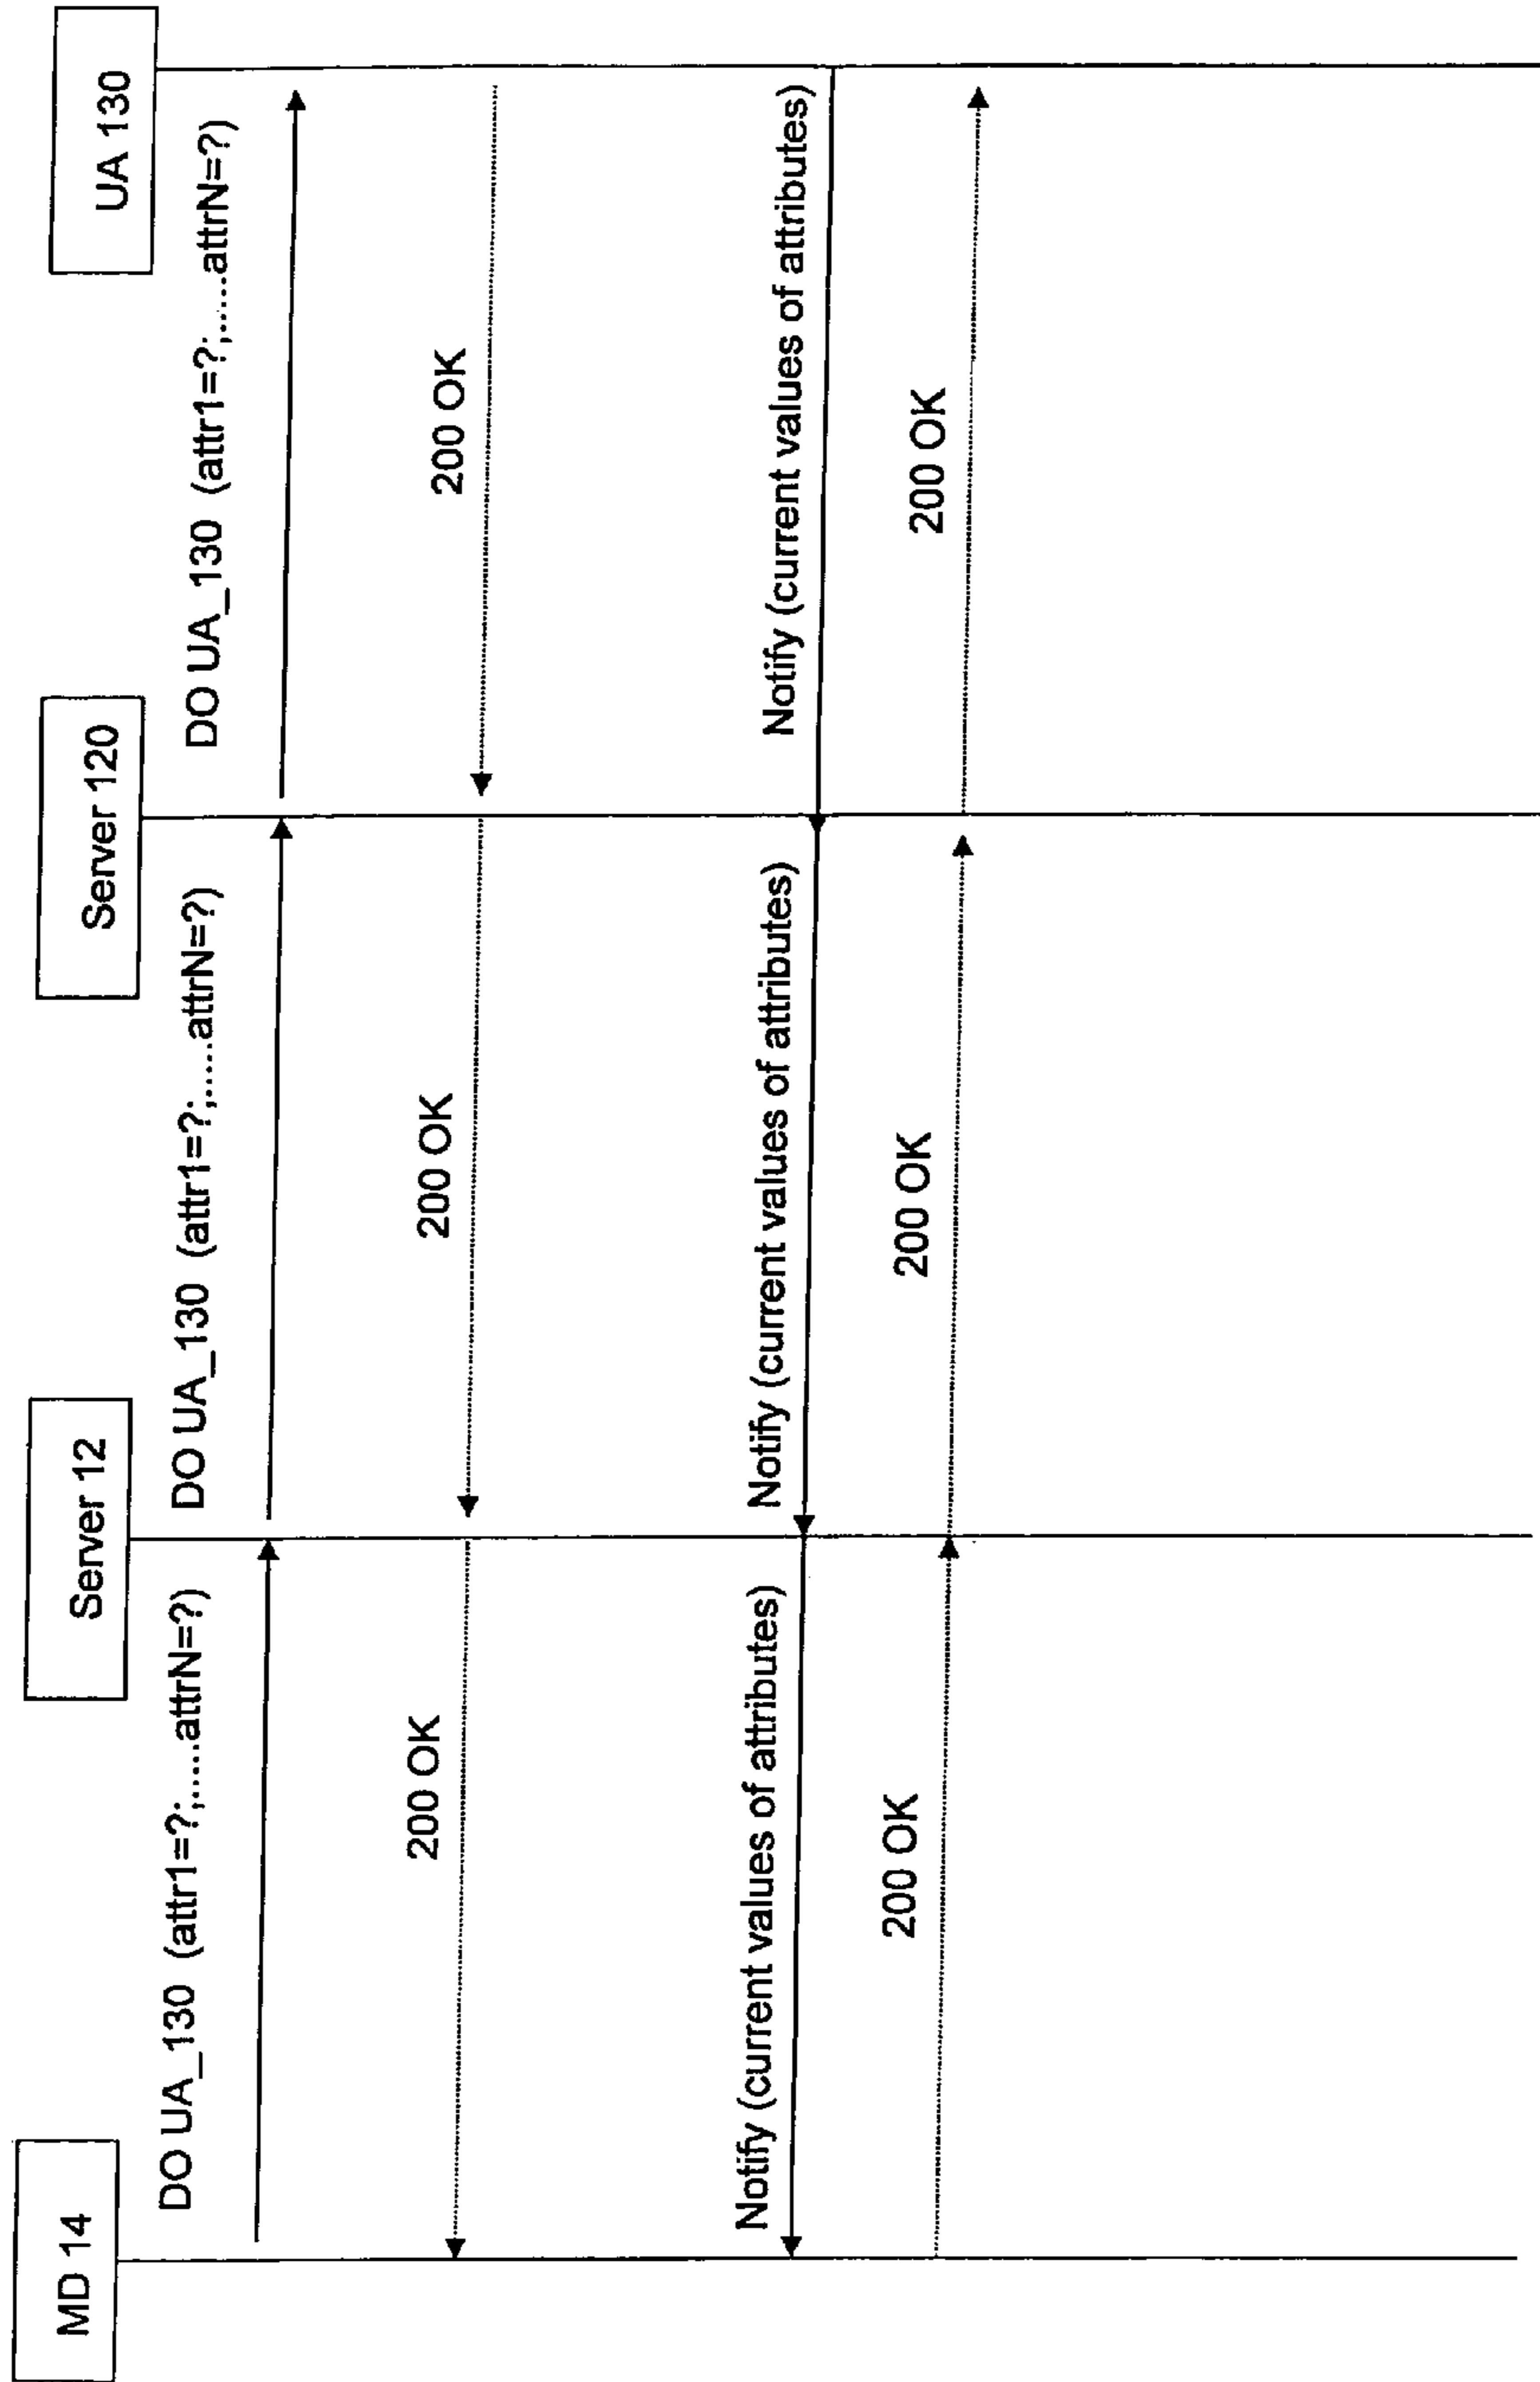 MD 14
Server 12
Server 120
UA 130
DO UA_130 (attr1=?;.....attrN=?)
DO UA_130 (attr1=?;.....attrN=?)
DO UA_130 (attr1=?;.....attrN=?)
200 OK
200 OK
200 OK
Notify (current values of attributes)
Notify (current values of attributes)
Notify (current values of attributes)
200 OK
200 OK
200 OK